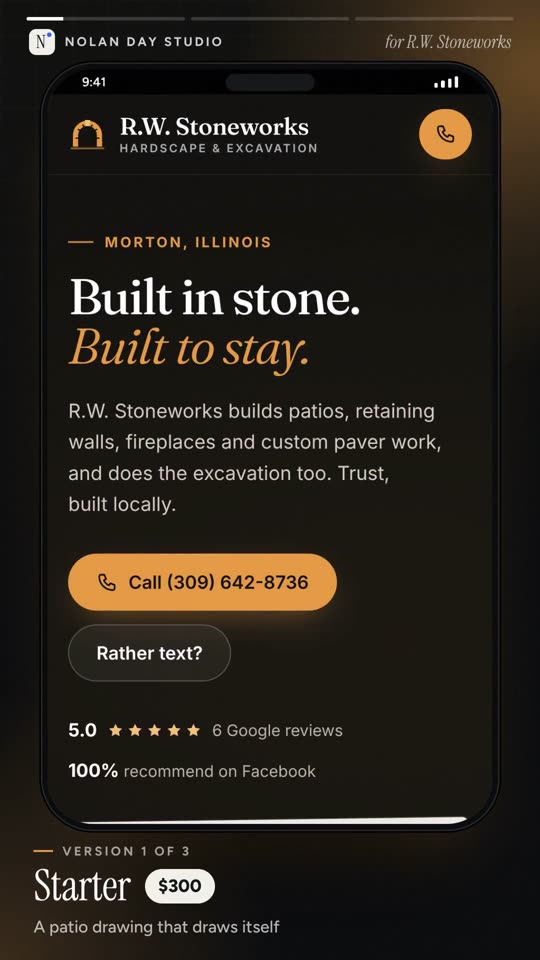 N NOLAN DAY STUDIO
for R.W. Stoneworks
9:41
R.W. Stoneworks
HARDSCAPE & EXCAVATION
MORTON, ILLINOIS
Built in stone.
Built to stay.
R.W. Stoneworks builds patios, retaining
walls, fireplaces and custom paver work,
and does the excavation too. Trust,
built locally.
Call (309) 642-8736
Rather text?
5.0 ★★★★★ 6 Google reviews
100% recommend on Facebook
VERSION 1 OF 3
Starter $300
A patio drawing that draws itself